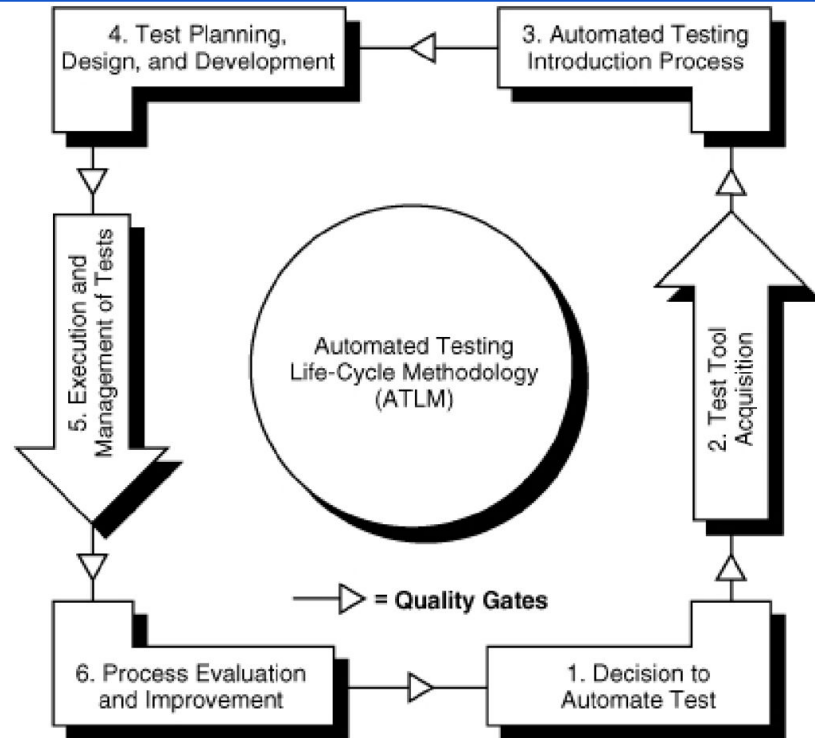 4. Test Planning,
Design, and Development
3. Automated Testing
Introduction Process
5. Execution and
Management of Tests
Automated Testing
Life-Cycle Methodology
(ATLM)
2. Test Tool
Acquisition
= Quality Gates
6. Process Evaluation
and Improvement
1. Decision to
Automate Test